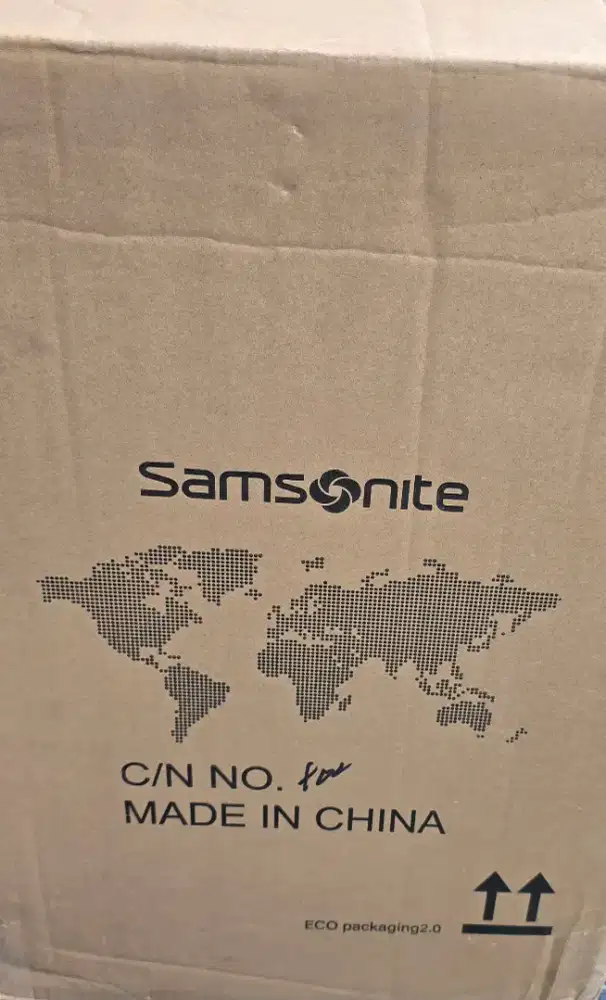 Samsonite
C/N NO.
MADE IN CHINA
ECO packaging2.0